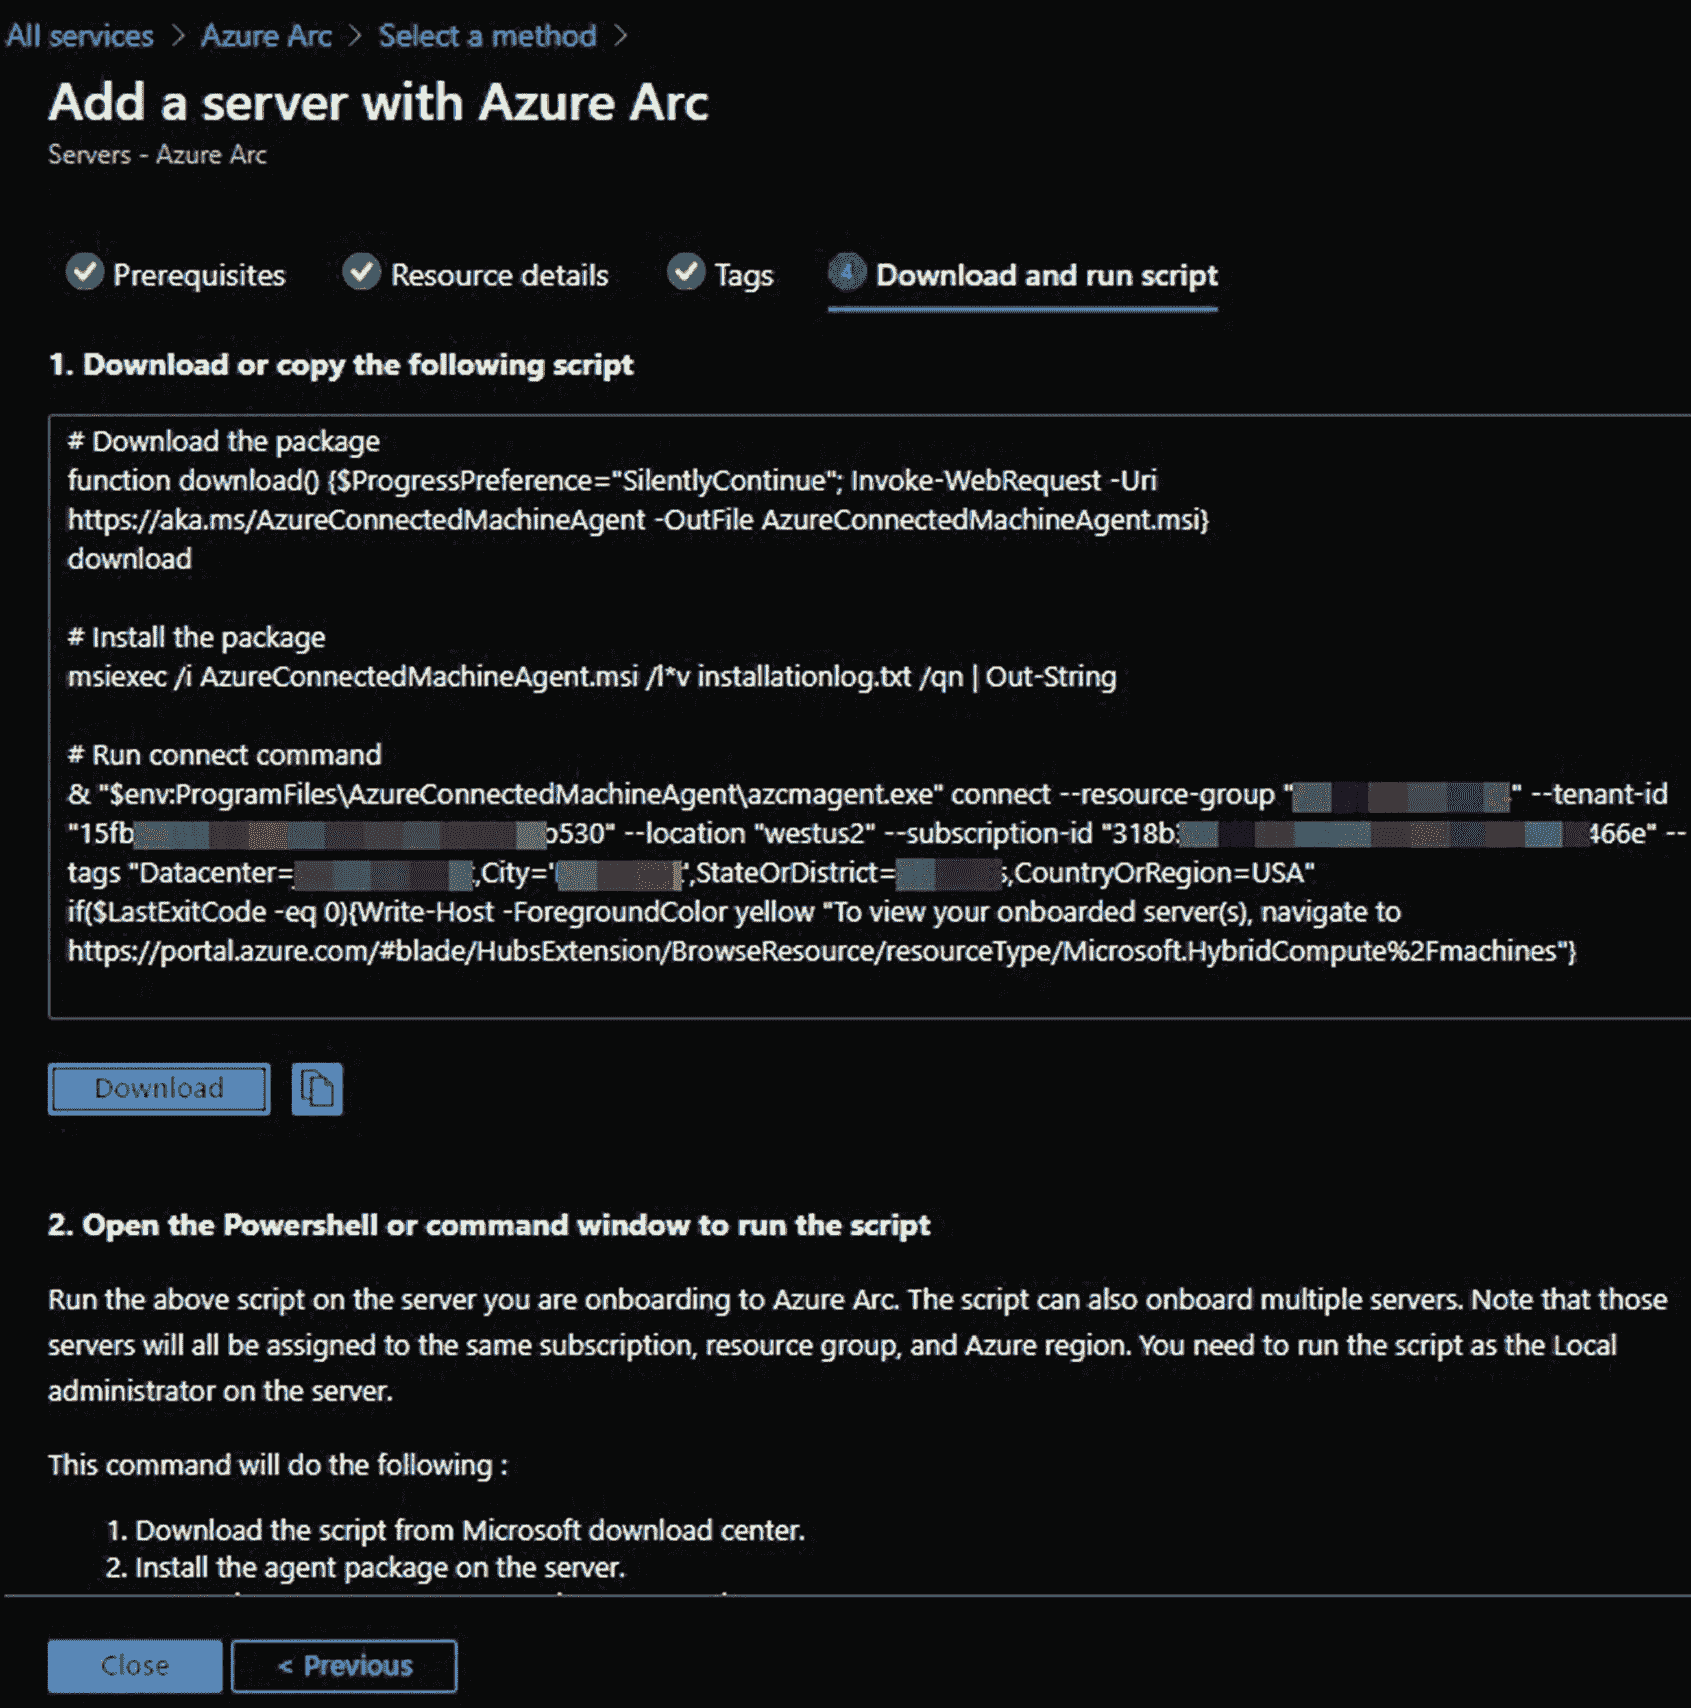 All services > Azure Arc > Select a method >
Add a server with Azure Arc
Servers - Azure Arc
Prerequisites Resource details Tags 4 Download and run script
1. Download or copy the following script
# Download the package
function download() {$ProgressPreference="SilentlyContinue"; Invoke-WebRequest -Uri
https://aka.ms/AzureConnectedMachineAgent -OutFile AzureConnectedMachineAgent.msi}
download
# Install the package
msiexec /i AzureConnectedMachineAgent.msi /l*v installationlog.txt /qn | Out-String
# Run connect command
& "$env:ProgramFiles\AzureConnectedMachineAgent\azcmagent.exe" connect --resource-group " " --tenant-id
"15fb b530" --location "westus2" --subscription-id "318b 466e" --
tags "Datacenter= ,City=' ',StateOrDistrict= ,CountryOrRegion=USA"
if($LastExitCode -eq 0){Write-Host -ForegroundColor yellow "To view your onboarded server(s), navigate to
https://portal.azure.com/#blade/HubsExtension/BrowseResource/resourceType/Microsoft.HybridCompute%2Fmachines"}
Download
2. Open the Powershell or command window to run the script
Run the above script on the server you are onboarding to Azure Arc. The script can also onboard multiple servers. Note that those
servers will all be assigned to the same subscription, resource group, and Azure region. You need to run the script as the Local
administrator on the server.
This command will do the following :
1. Download the script from Microsoft download center.
2. Install the agent package on the server.
Close < Previous